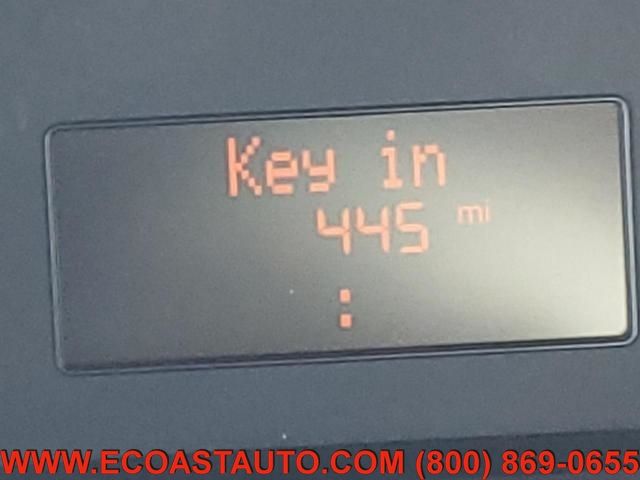 Key in
445 mi
:
WWW.ECOASTAUTO.COM (800) 869-0655